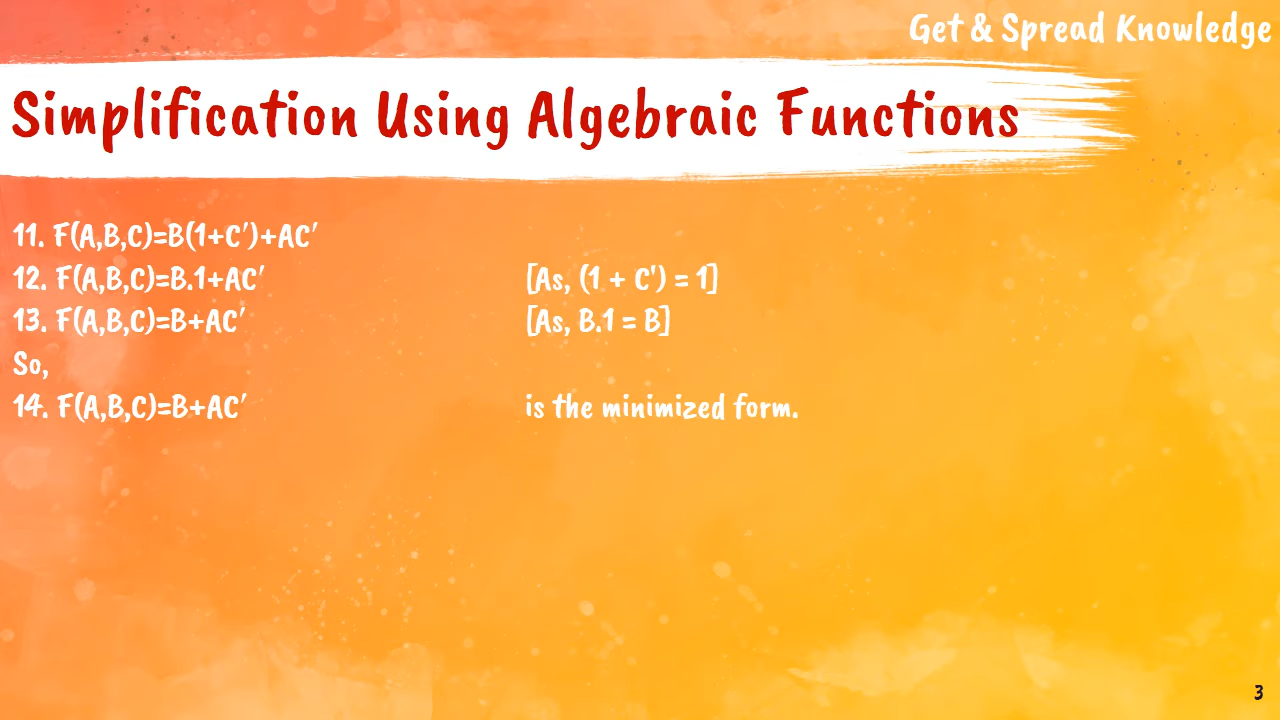 Get & Spread Knowledge
Simplification Using Algebraic Functions
11. F(A,B,C)=B(1+C')+AC'
12. F(A,B,C)=B.1+AC' [As, (1 + C') = 1]
13. F(A,B,C)=B+AC' [As, B.1 = B]
So,
14. F(A,B,C)=B+AC' is the minimized form.
3